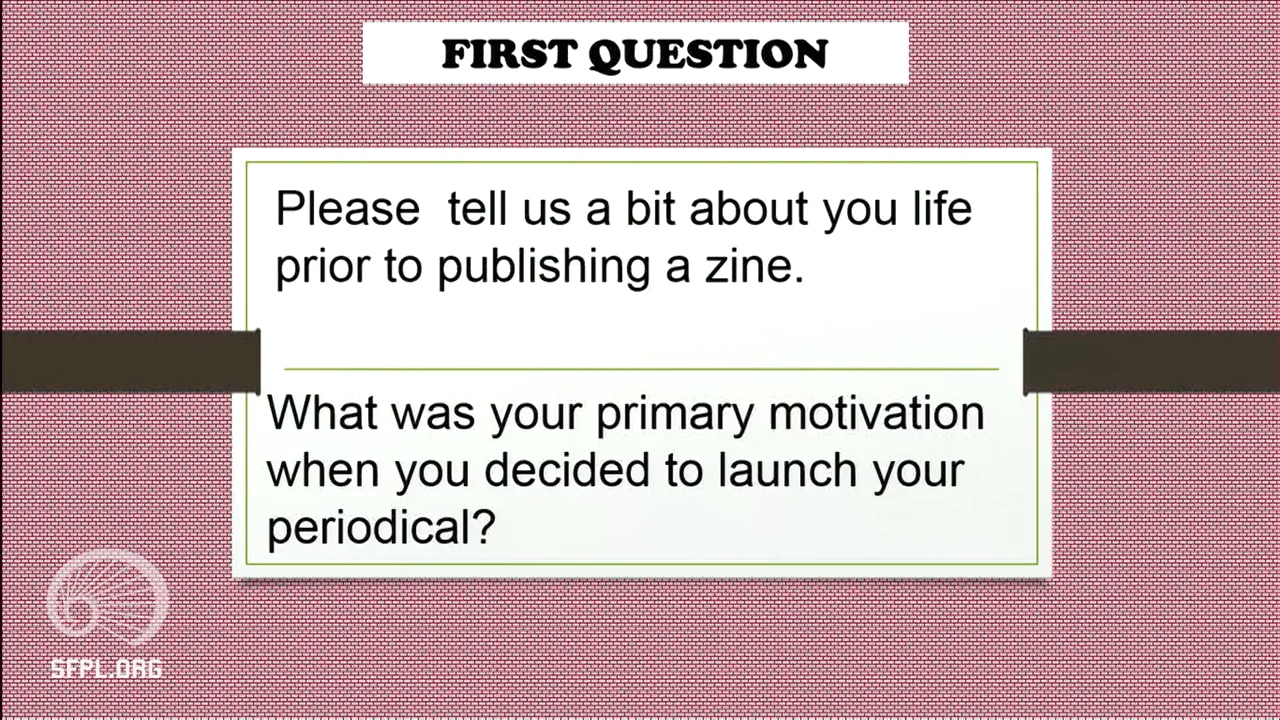 FIRST QUESTION
Please  tell us a bit about you life
prior to publishing a zine.
What was your primary motivation
when you decided to launch your
periodical?
SFPL.ORG